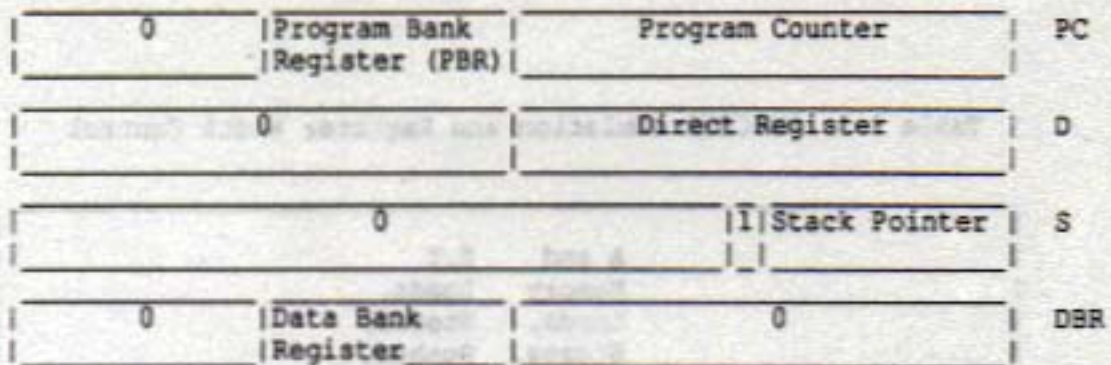 0 Program Bank Program Counter PC
Register (PBR)
0 Direct Register D
0 1 Stack Pointer S
0 Data Bank 0 DBR
Register